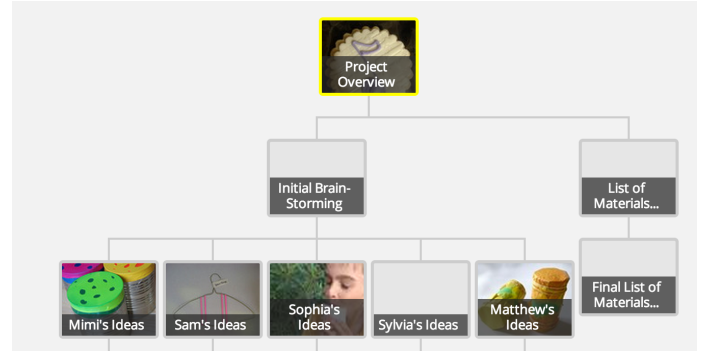 Project
Overview
Initial Brain-
Storming
List of
Materials...
Final List of
Materials...
Mimi's Ideas
Sam's Ideas
Sophia's
Ideas
Sylvia's Ideas
Matthew's
Ideas